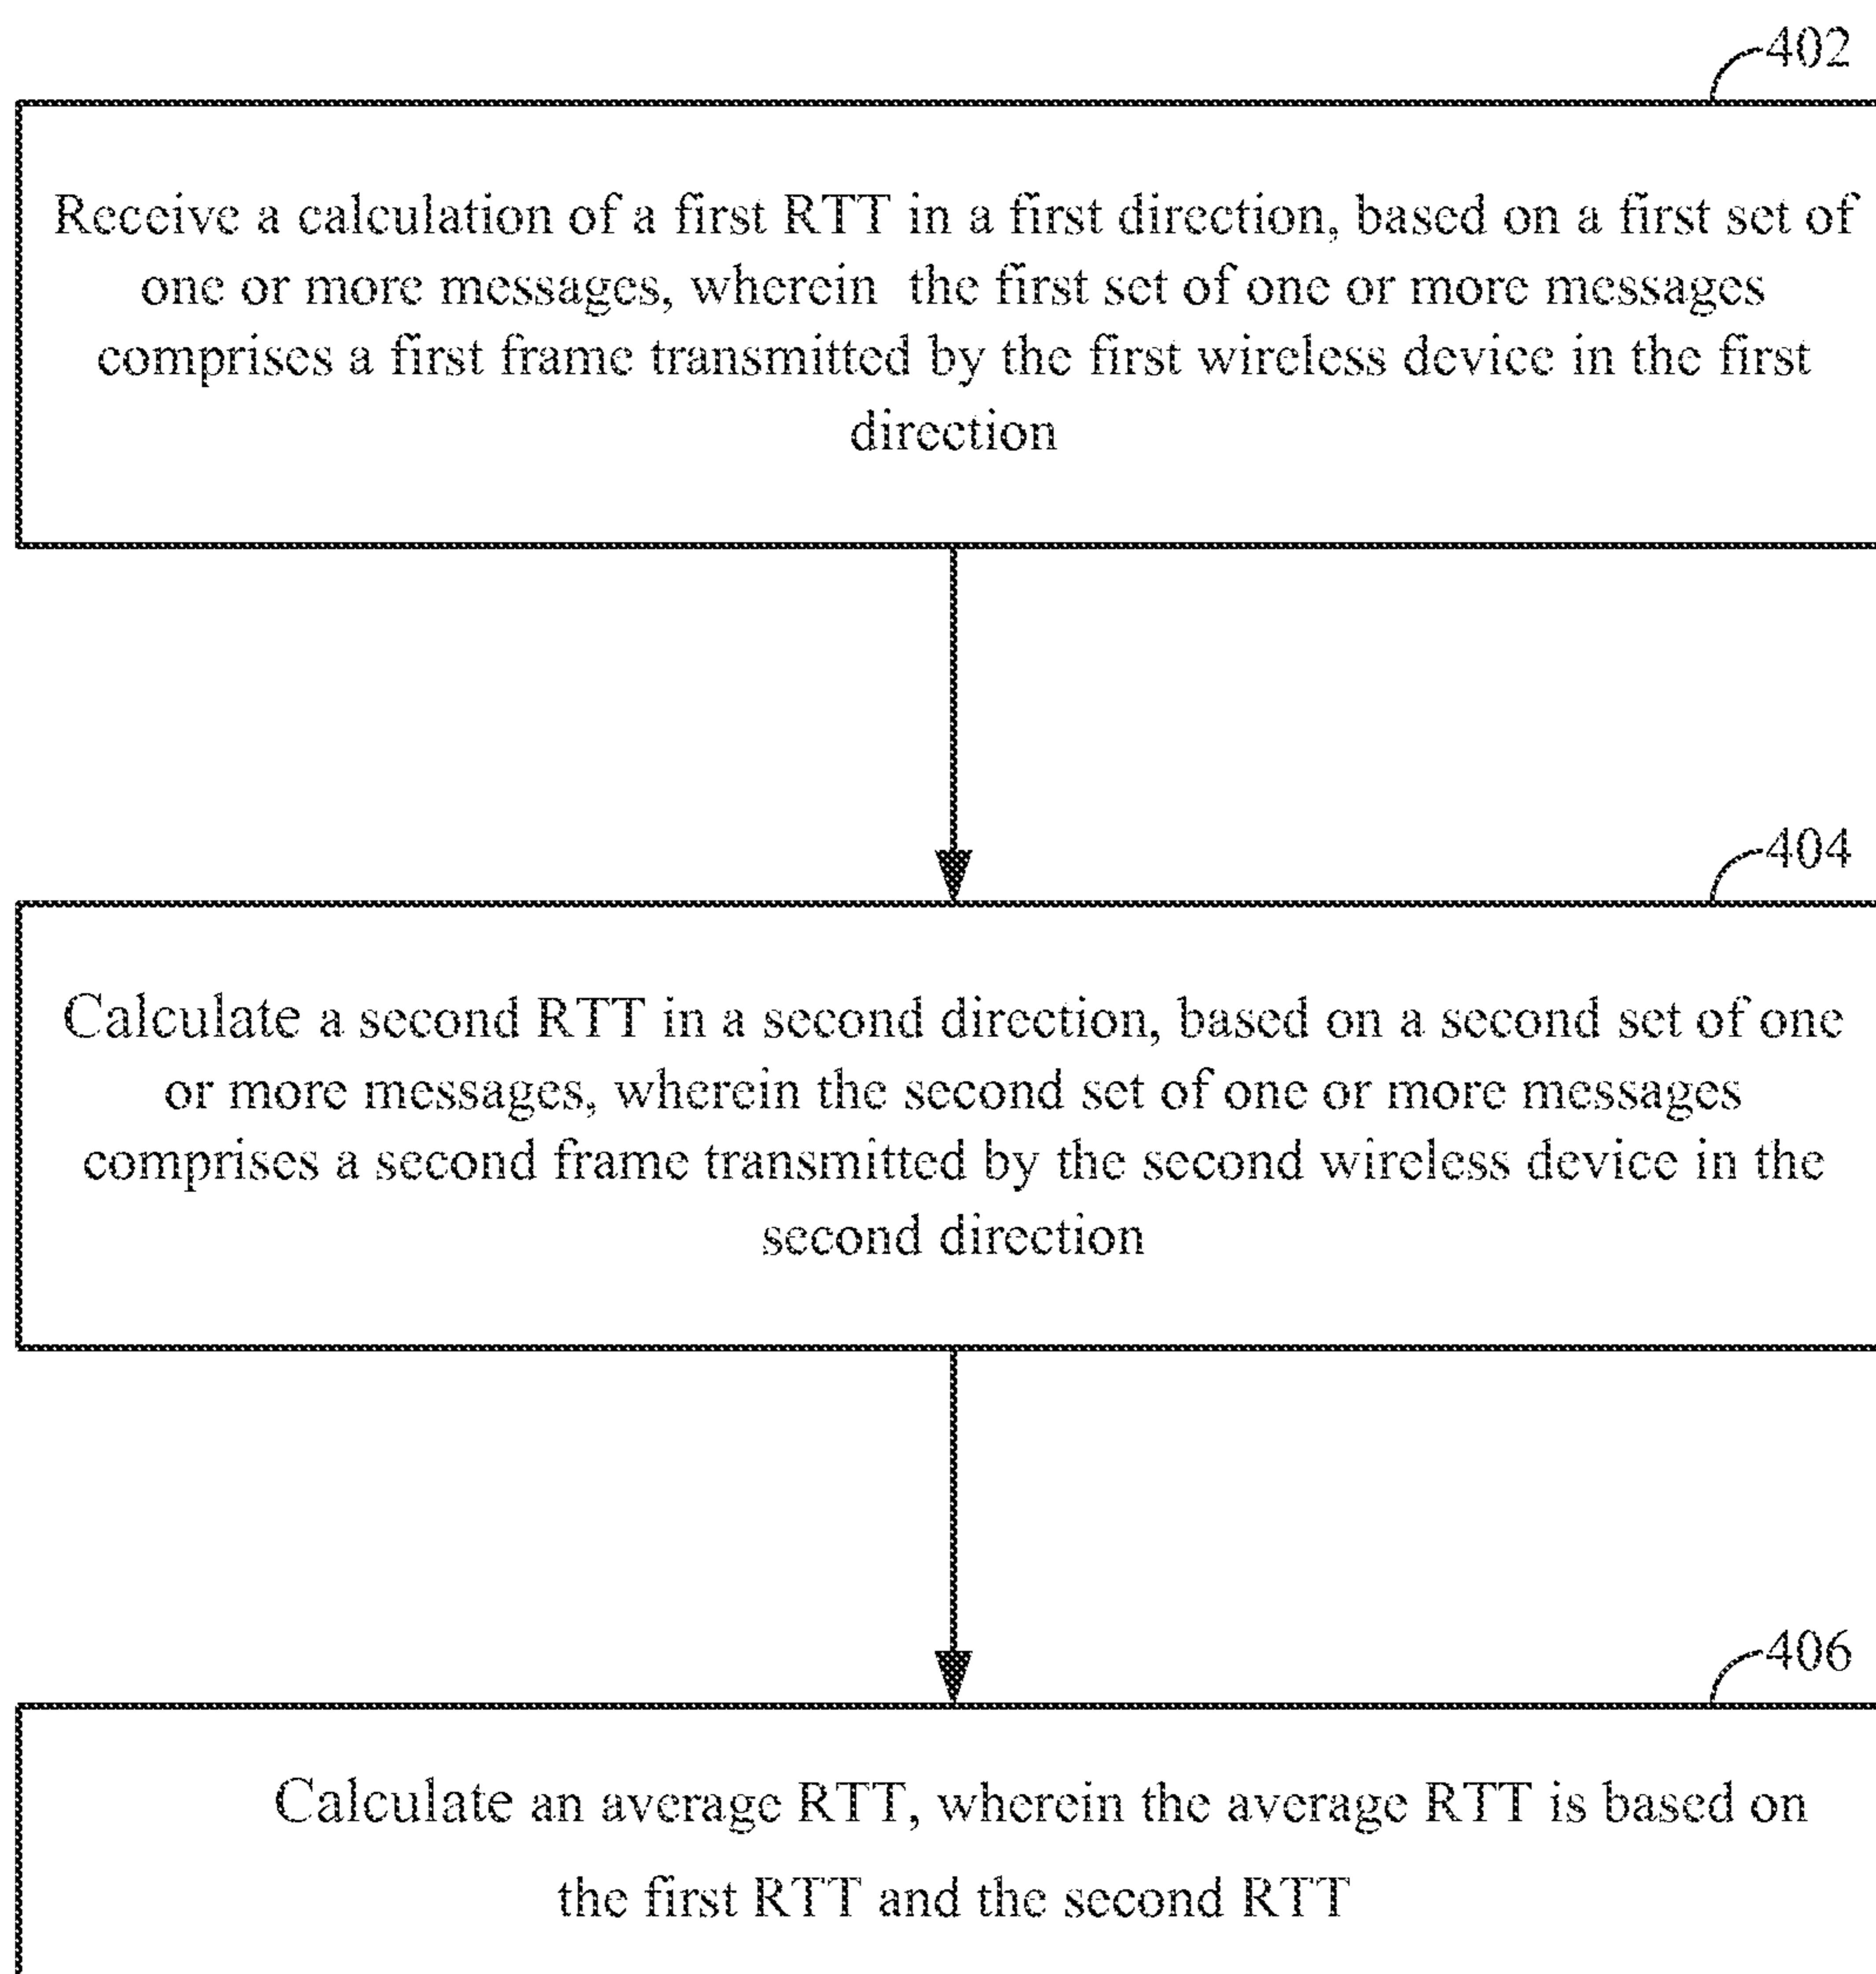 402
Receive a calculation of a first RTT in a first direction, based on a first set of
one or more messages, wherein the first set of one or more messages
comprises a first frame transmitted by the first wireless device in the first
direction
404
Calculate a second RTT in a second direction, based on a second set of one
or more messages, wherein the second set of one or more messages
comprises a second frame transmitted by the second wireless device in the
second direction
406
Calculate an average RTT, wherein the average RTT is based on
the first RTT and the second RTT